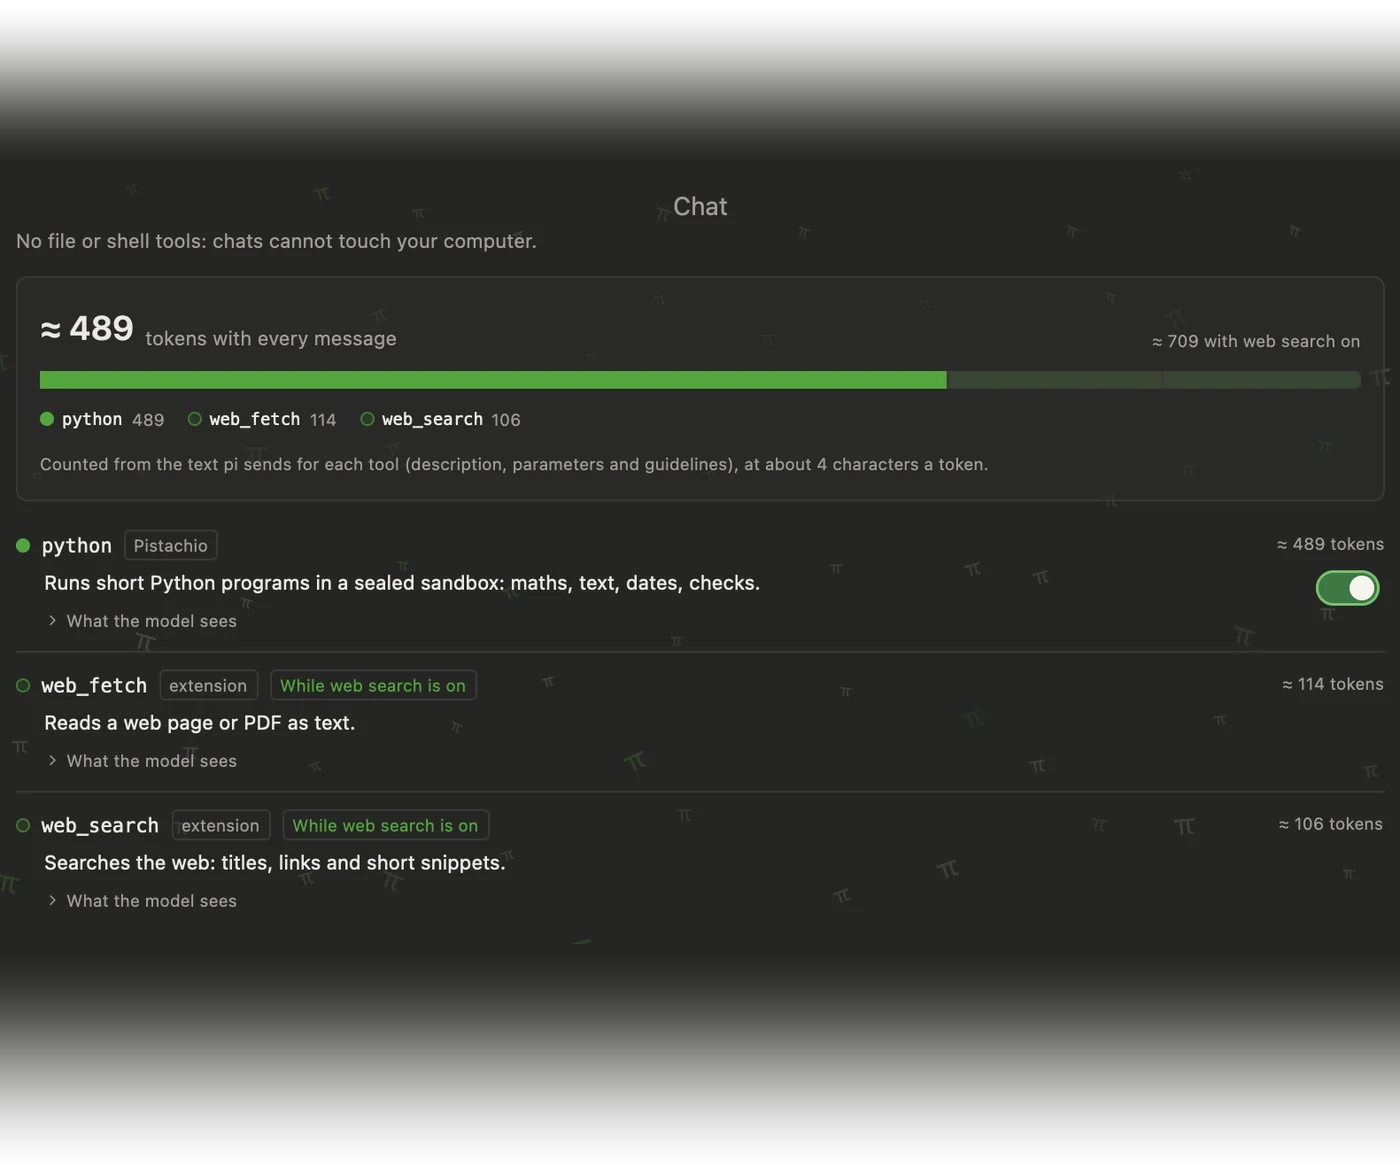 Chat
No file or shell tools: chats cannot touch your computer.
≈ 489 tokens with every message
≈ 709 with web search on
python 489 web_fetch 114 web_search 106
Counted from the text pi sends for each tool (description, parameters and guidelines), at about 4 characters a token.
python Pistachio
≈ 489 tokens
Runs short Python programs in a sealed sandbox: maths, text, dates, checks.
What the model sees
web_fetch extension While web search is on
≈ 114 tokens
Reads a web page or PDF as text.
What the model sees
web_search extension While web search is on
≈ 106 tokens
Searches the web: titles, links and short snippets.
What the model sees